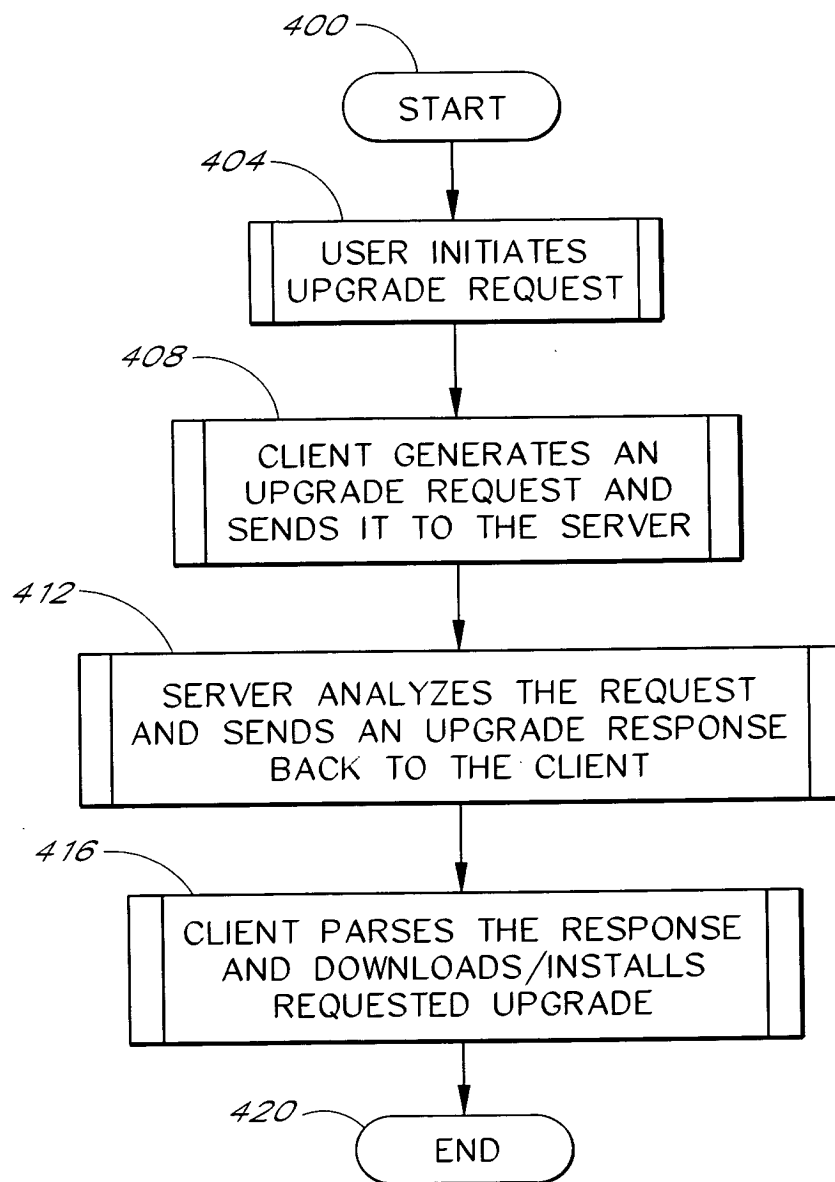 400
START
404
USER INITIATES
UPGRADE REQUEST
408
CLIENT GENERATES AN
UPGRADE REQUEST AND
SENDS IT TO THE SERVER
412
SERVER ANALYZES THE REQUEST
AND SENDS AN UPGRADE RESPONSE
BACK TO THE CLIENT
416
CLIENT PARSES THE RESPONSE
AND DOWNLOADS/INSTALLS
REQUESTED UPGRADE
420
END